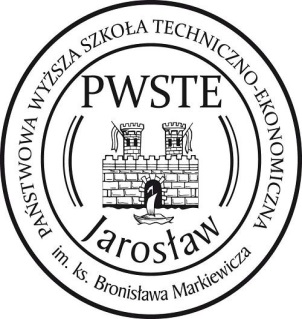 PAŃSTWOWA WYŻSZA SZKOŁA TECHNICZNO-EKONOMICZNA
PWSTE
Jarosław
im. ks. Bronisława Markiewicza